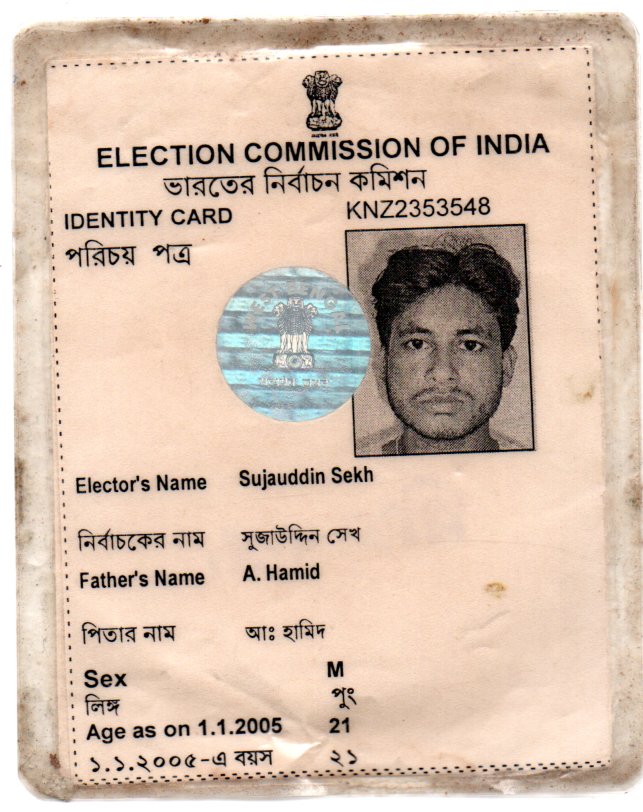 ELECTION COMMISSION OF INDIA
ভারতের নির্বাচন কমিশন
IDENTITY CARD KNZ2353548
পরিচয় পত্র
Elector's Name Sujauddin Sekh
নির্বাচকের নাম সুজাউদ্দিন সেখ
Father's Name A. Hamid
পিতার নাম আঃ হামিদ
Sex M
লিঙ্গ পুং
Age as on 1.1.2005 21
১.১.২০০৫-এ বয়স ২১